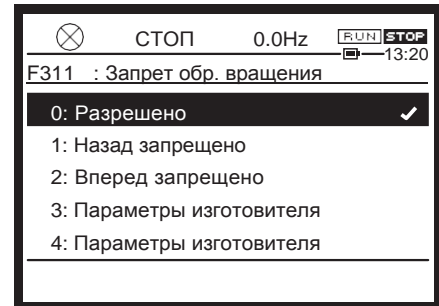 СТОП 0.0Hz RUN STOP
13:20
F311 : Запрет обр. вращения
0: Разрешено
1: Назад запрещено
2: Вперед запрещено
3: Параметры изготовителя
4: Параметры изготовителя